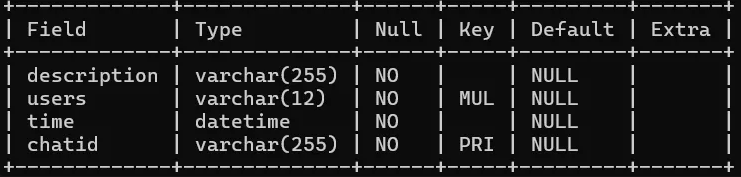 | Field | Type | Null | Key | Default | Extra |
| description | varchar(255) | NO | | NULL | |
| users | varchar(12) | NO | MUL | NULL | |
| time | datetime | NO | | NULL | |
| chatid | varchar(255) | NO | PRI | NULL | |